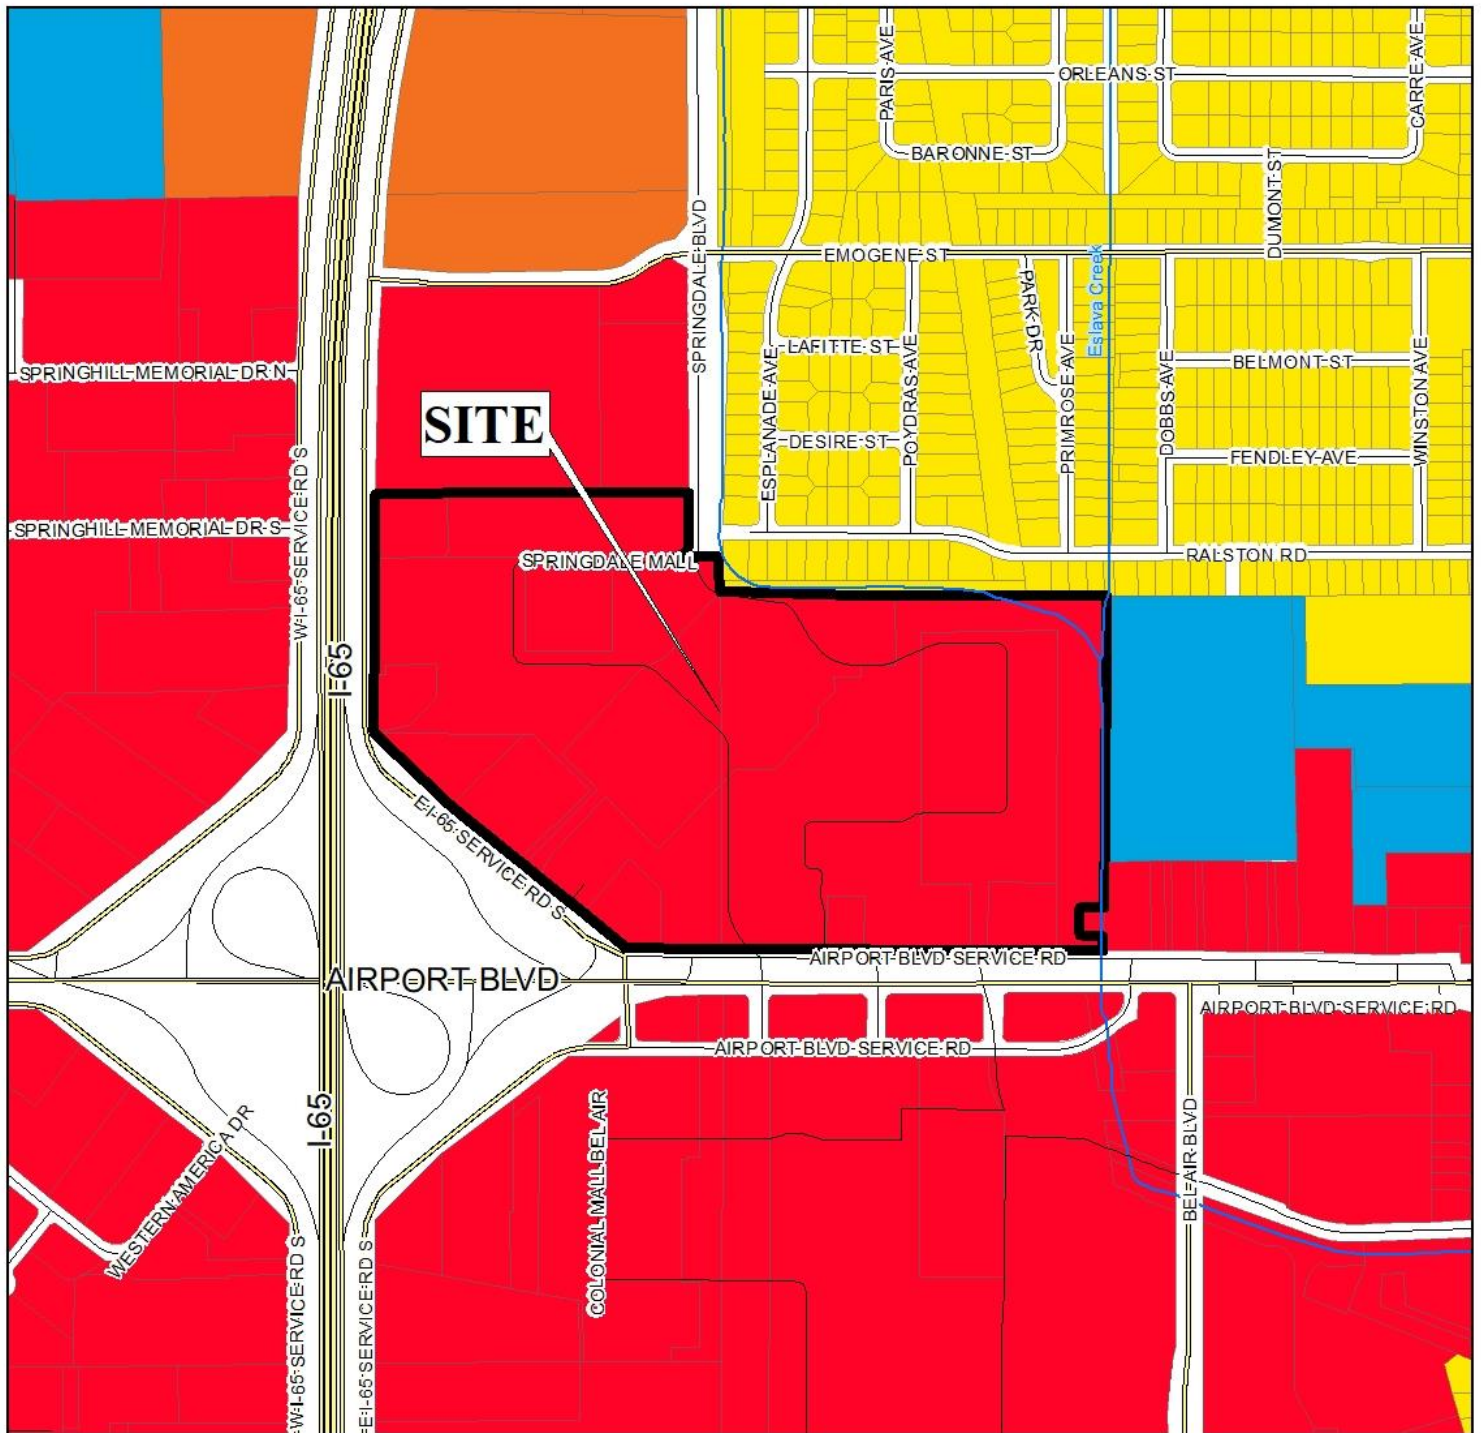 ORLEANS ST
PARIS AVE
CARRE AVE
BARONNE ST
DUMONT ST
SPRINGDALE BLVD
EMOGENE ST
Eslava Creek
PARK DR
LAFITTE ST
ESPLANADE AVE
POYDRAS AVE
PRIMROSE AVE
DOBBS AVE
BELMONT ST
WINSTON AVE
SPRINGHILL MEMORIAL DR N
SITE
DESIRE ST
FENDLEY AVE
W I-65 SERVICE RD S
SPRINGHILL MEMORIAL DR S
SPRINGDALE MALL
RALSTON RD
I-65
E I-65 SERVICE RD S
AIRPORT BLVD SERVICE RD
AIRPORT BLVD
AIRPORT BLVD SERVICE RD
AIRPORT BLVD SERVICE RD
I-65
WESTERN AMERICA DR
COLONIAL MALL BEL AIR
BEL AIR BLVD
W I-65 SERVICE RD S
E I-65 SERVICE RD S